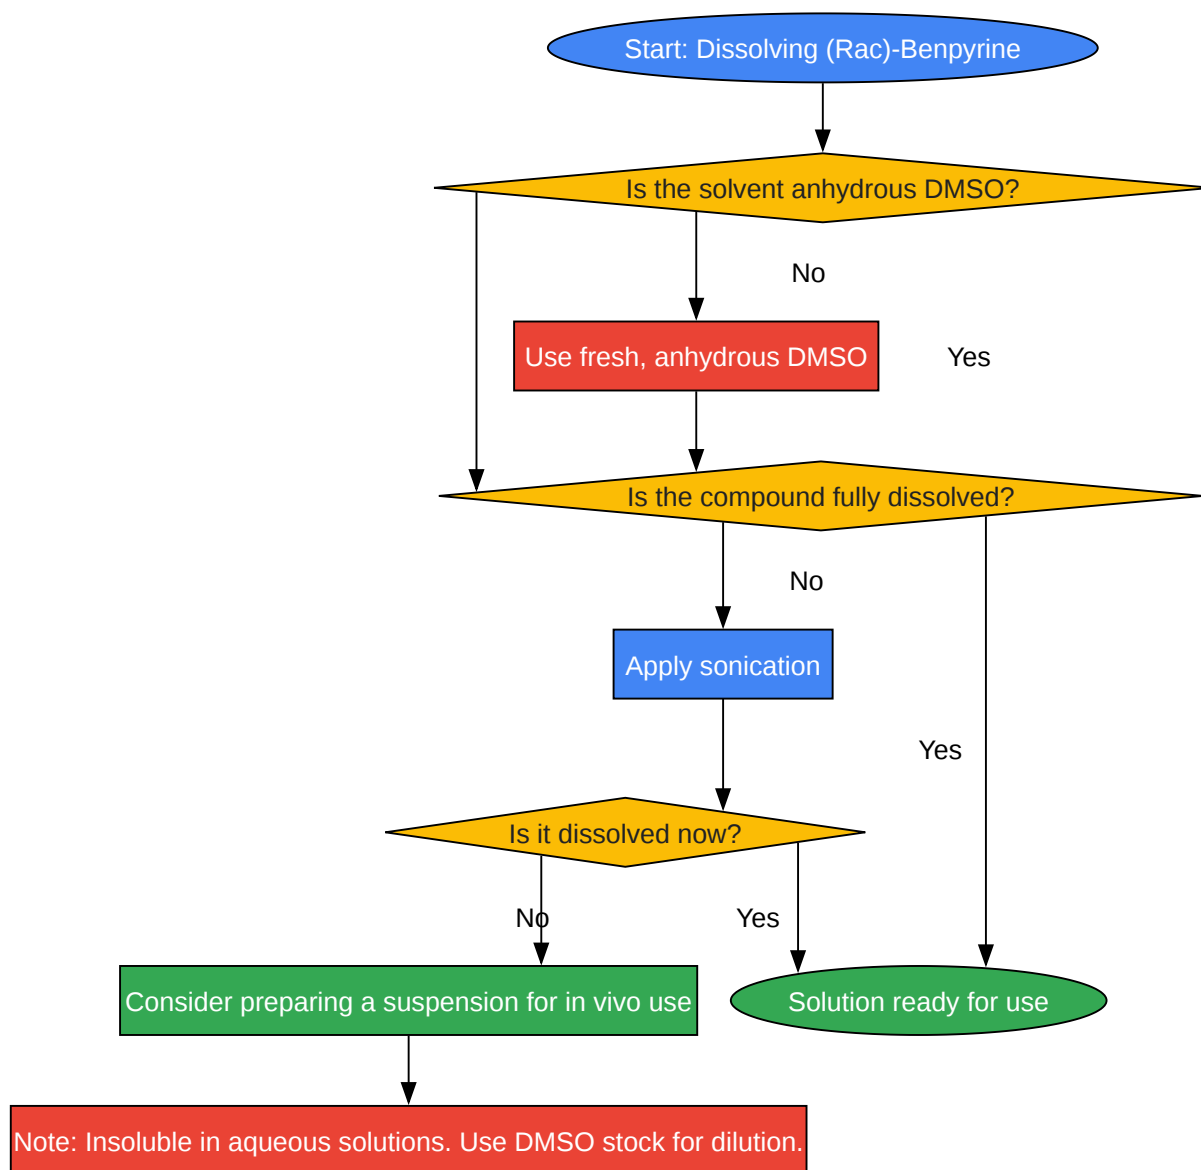 Start: Dissolving (Rac)-Benpyrine
Is the solvent anhydrous DMSO?
No
Use fresh, anhydrous DMSO
Yes
Is the compound fully dissolved?
No
Apply sonication
Yes
Is it dissolved now?
No
Yes
Consider preparing a suspension for in vivo use
Solution ready for use
Note: Insoluble in aqueous solutions. Use DMSO stock for dilution.